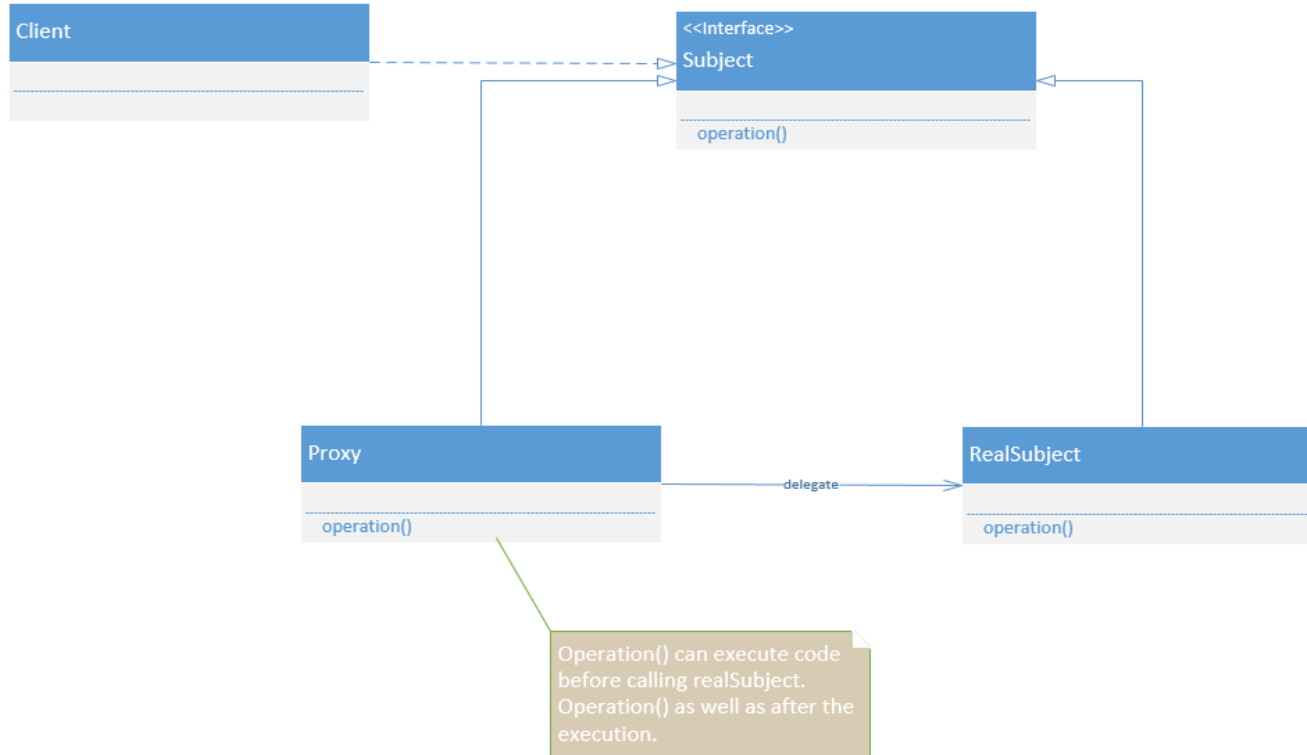 Client
<<Interface>>
Subject
operation()
Proxy
operation()
delegate
RealSubject
operation()
Operation() can execute code
before calling realSubject.
Operation() as well as after the
execution.